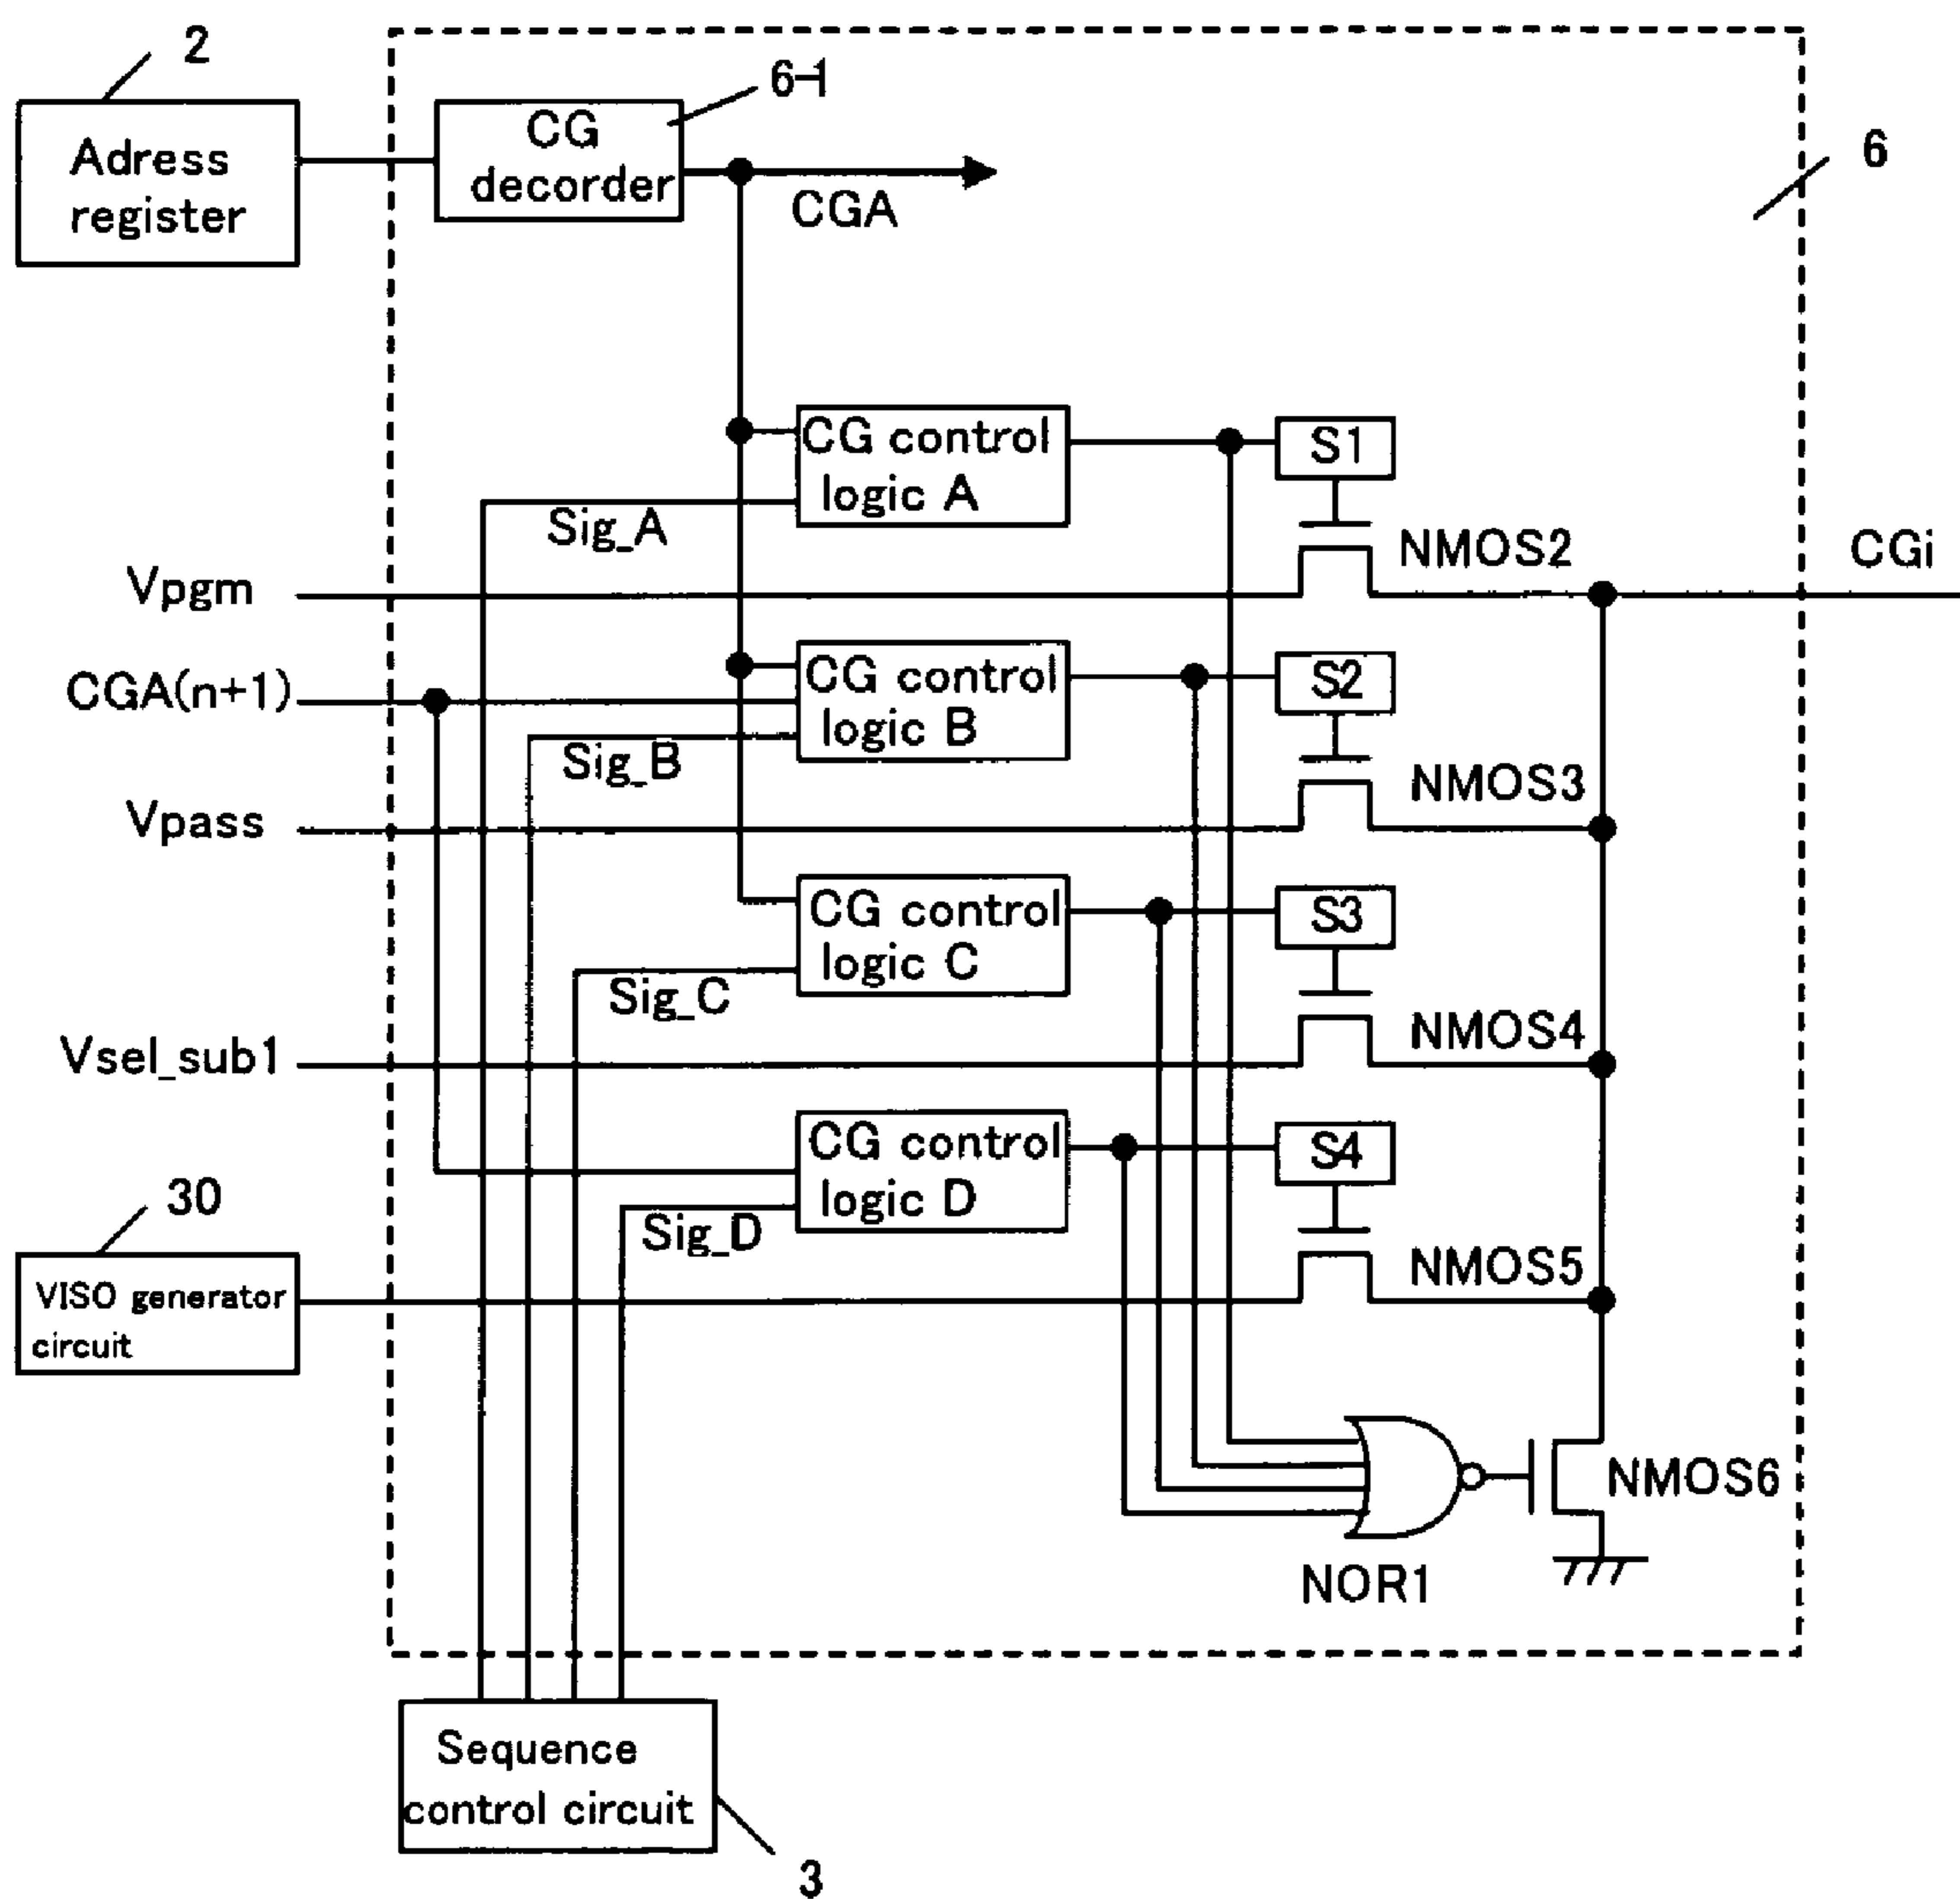 2
6-1
Adress
register
CG
decorder
6
CGA
CG control
logic A
S1
Sig_A
NMOS2
CGi
Vpgm
CG control
logic B
S2
CGA(n+1)
Sig_B
NMOS3
Vpass
CG control
logic C
S3
Sig_C
NMOS4
Vsel_sub1
CG control
logic D
S4
30
Sig_D
NMOS5
VISO generator
circuit
NMOS6
NOR1
Sequence
control circuit
3